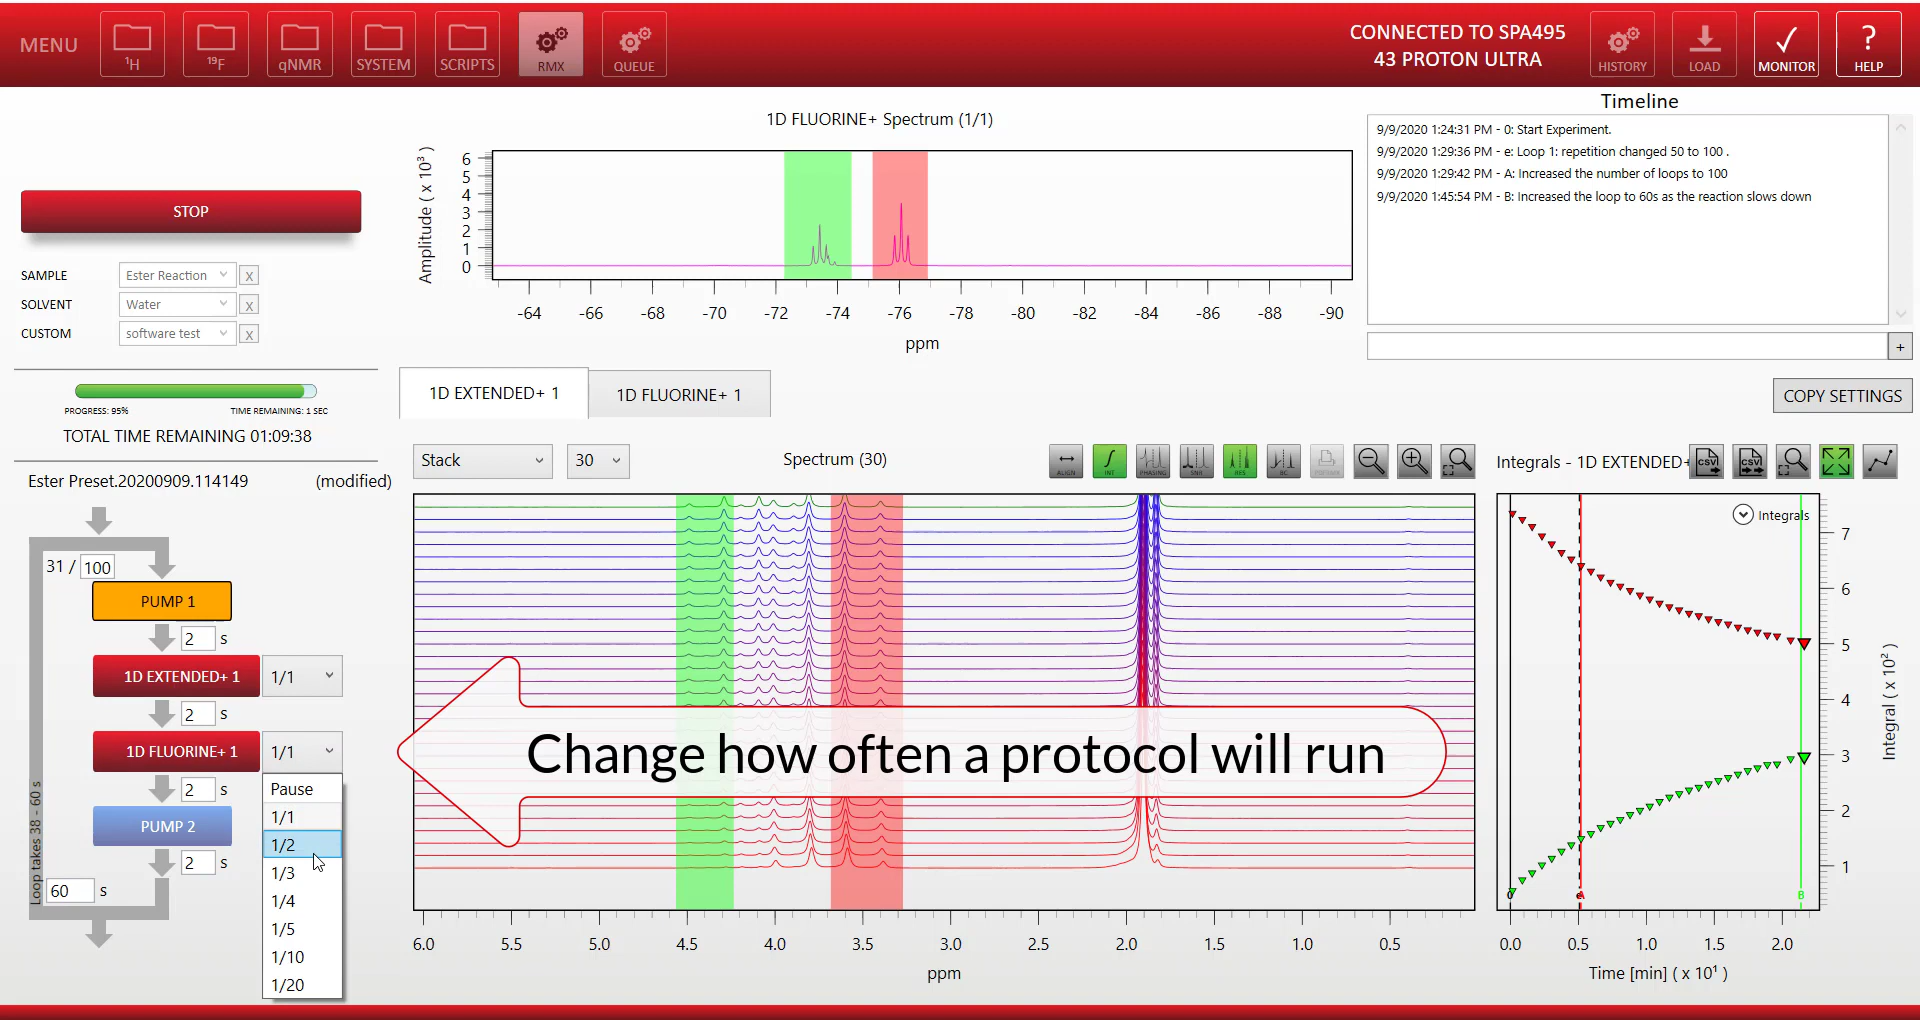 MENU
¹H
¹⁹F
qNMR
SYSTEM
SCRIPTS
RMX
QUEUE
CONNECTED TO SPA495
43 PROTON ULTRA
HISTORY
LOAD
MONITOR
?
HELP
STOP
SAMPLE Ester Reaction X
SOLVENT Water X
CUSTOM software test X
PROGRESS: 95% TIME REMAINING: 1 SEC
TOTAL TIME REMAINING 01:09:38
Ester Preset.20200909.114149 (modified)
31 / 100
PUMP 1
2 s
1D EXTENDED+ 1 1/1
2 s
1D FLUORINE+ 1 1/1
2 s
PUMP 2
2 s
60 s
Loop takes 38 - 60 s
Pause
1/1
1/2
1/3
1/4
1/5
1/10
1/20
1D FLUORINE+ Spectrum (1/1)
Amplitude ( x 10³ )
6
5
4
3
2
1
0
-64 -66 -68 -70 -72 -74 -76 -78 -80 -82 -84 -86 -88 -90
ppm
Timeline
9/9/2020 1:24:31 PM - 0: Start Experiment.
9/9/2020 1:29:36 PM - e: Loop 1: repetition changed 50 to 100 .
9/9/2020 1:29:42 PM - A: Increased the number of loops to 100
9/9/2020 1:45:54 PM - B: Increased the loop to 60s as the reaction slows down
+
1D EXTENDED+ 1
1D FLUORINE+ 1
COPY SETTINGS
Stack 30 Spectrum (30)
ALIGN INT PHASING SNR RES BC
Change how often a protocol will run
6.0 5.5 5.0 4.5 4.0 3.5 3.0 2.5 2.0 1.5 1.0 0.5
ppm
Integrals - 1D EXTENDED+ CSV CSV
Integrals
7
6
5
4
3
2
1
Integral ( x 10² )
0 A B
0.0 0.5 1.0 1.5 2.0
Time [min] ( x 10¹ )